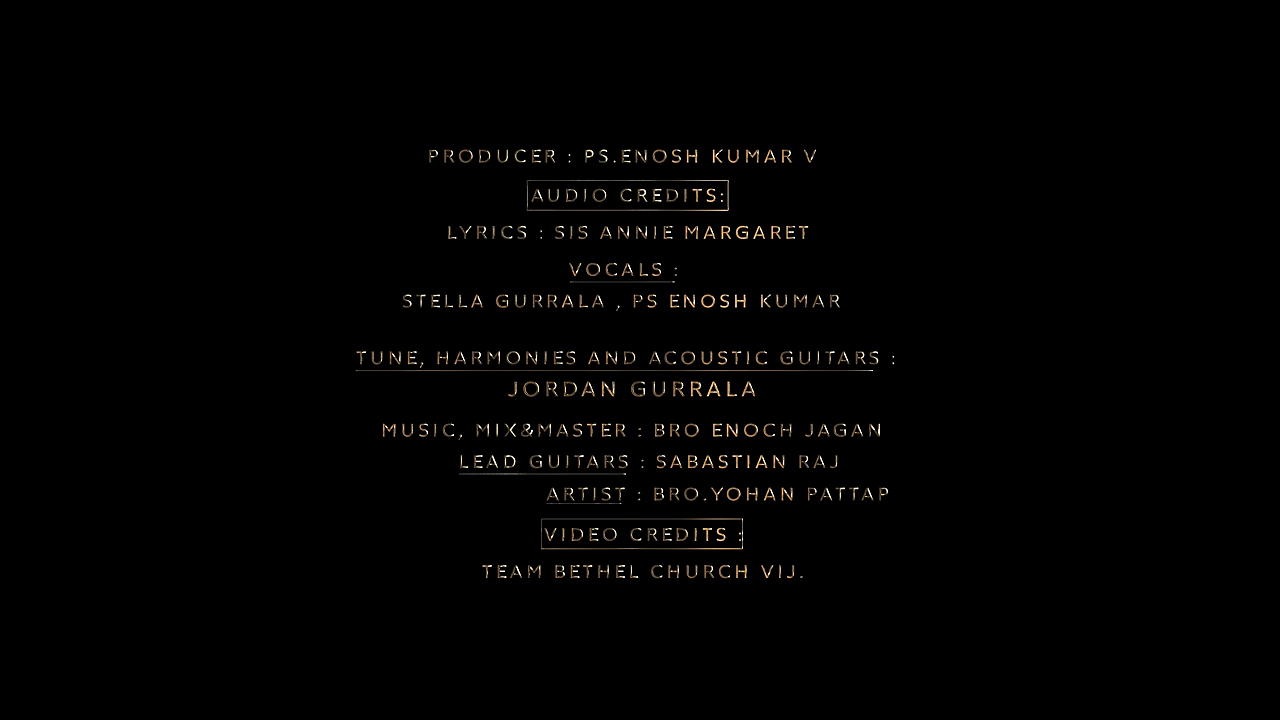 PRODUCER : PS.ENOSH KUMAR V
AUDIO CREDITS:
LYRICS : SIS ANNIE MARGARET
VOCALS :
STELLA GURRALA , PS ENOSH KUMAR
TUNE, HARMONIES AND ACOUSTIC GUITARS :
JORDAN GURRALA
MUSIC, MIX&MASTER : BRO ENOCH JAGAN
LEAD GUITARS : SABASTIAN RAJ
ARTIST : BRO.YOHAN PATTAP
VIDEO CREDITS :
TEAM BETHEL CHURCH VIJ.